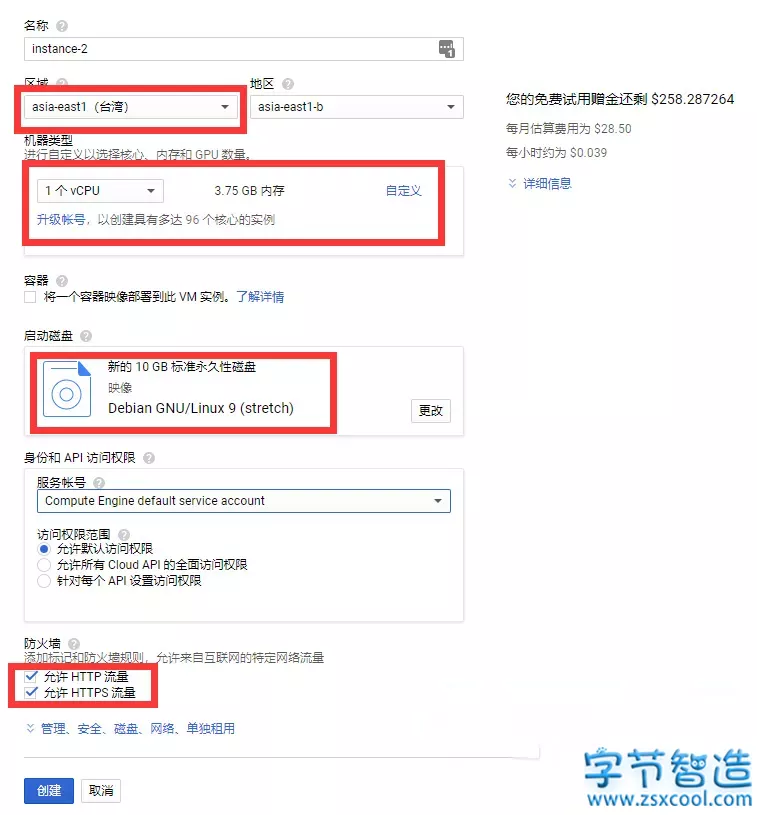 名称
instance-2
区域 地区
asia-east1（台湾） asia-east1-b
机器类型
进行自定义以选择核心、内存和 GPU 数量。
1 个 vCPU 3.75 GB 内存 自定义
升级帐号，以创建具有多达 96 个核心的实例
您的免费试用赠金还剩 $258.287264
每月估算费用为 $28.50
每小时约为 $0.039
详细信息
容器
将一个容器映像部署到此 VM 实例。了解详情
启动磁盘
新的 10 GB 标准永久性磁盘
映像
Debian GNU/Linux 9 (stretch)
更改
身份和 API 访问权限
服务帐号
Compute Engine default service account
访问权限范围
允许默认访问权限
允许所有 Cloud API 的全面访问权限
针对每个 API 设置访问权限
防火墙
添加标记和防火墙规则，允许来自互联网的特定网络流量
允许 HTTP 流量
允许 HTTPS 流量
管理、安全、磁盘、网络、单独租用
创建 取消
字节智造
www.zsxcool.com